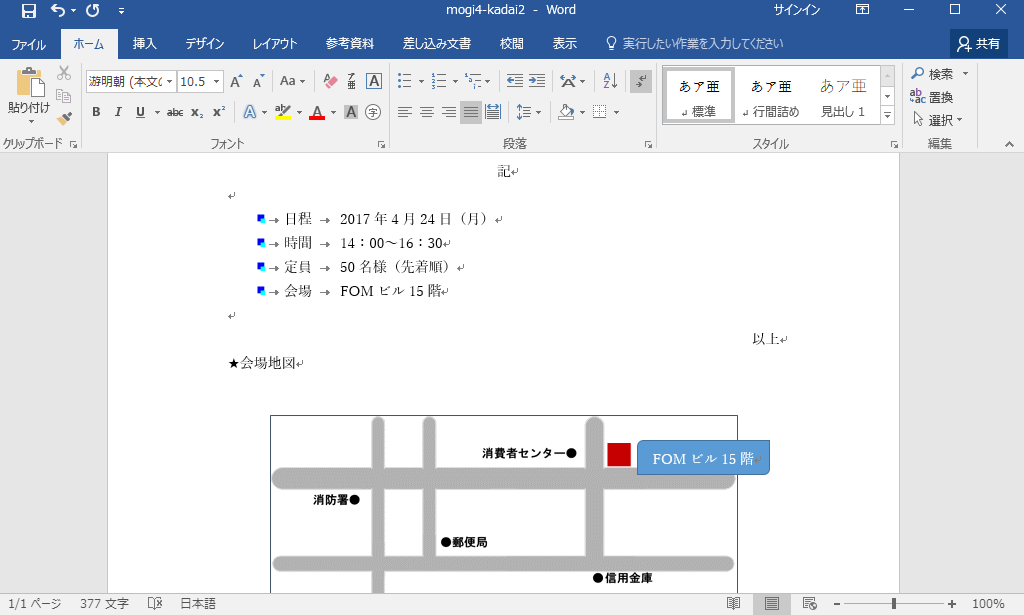 mogi4-kadai2 - Word
サインイン
ファイル ホーム 挿入 デザイン レイアウト 参考資料 差し込み文書 校閲 表示 実行したい作業を入力してください 共有
貼り付け
游明朝 (本文の 10.5
Aa
B I U abc x₂ x²
あア亜 あア亜 あア亜
標準 行間詰め 見出し 1
検索
置換
選択
クリップボード フォント 段落 スタイル 編集
記
日程 2017 年 4 月 24 日（月）
時間 14：00～16：30
定員 50 名様（先着順）
会場 FOM ビル 15 階
以上
★会場地図
消費者センター●
FOM ビル 15 階
消防署●
●郵便局
●信用金庫
1/1 ページ 377 文字 日本語 100%